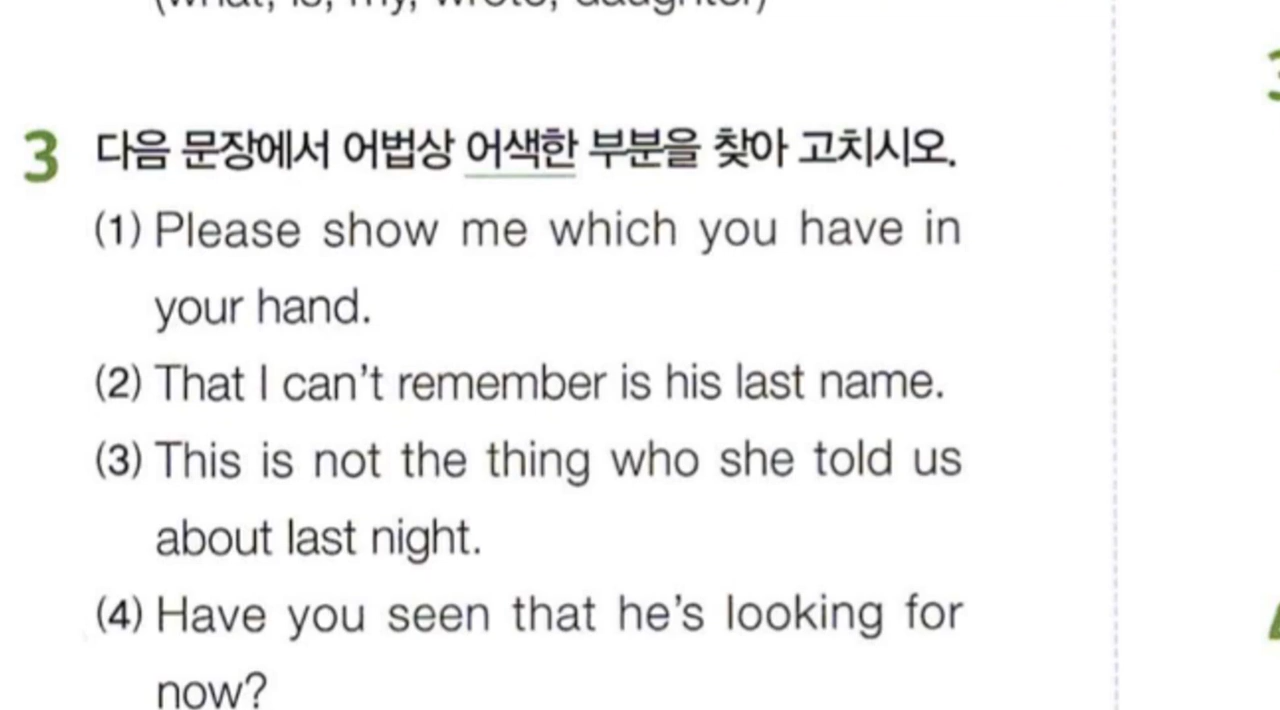 (what, is, my, wrote, daughter)
3 다음 문장에서 어법상 어색한 부분을 찾아 고치시오.
(1) Please show me which you have in
your hand.
(2) That I can't remember is his last name.
(3) This is not the thing who she told us
about last night.
(4) Have you seen that he's looking for
now?
3